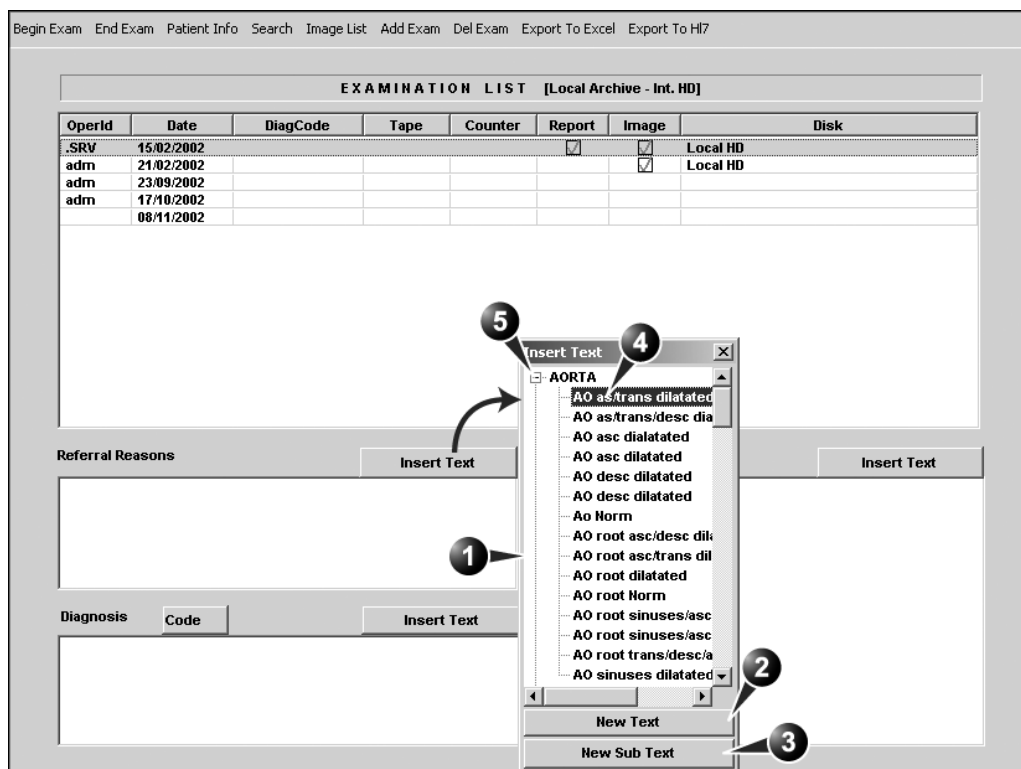 Begin Exam End Exam Patient Info Search Image List Add Exam Del Exam Export To Excel Export To Hl7
EXAMINATION LIST [Local Archive - Int. HD]
OperId Date DiagCode Tape Counter Report Image Disk
.SRV 15/02/2002 Local HD
adm 21/02/2002 Local HD
adm 23/09/2002
adm 17/10/2002
08/11/2002
5
4
Insert Text
AORTA
AO as/trans dilatated
AO as/trans/desc dia
AO asc dialatated
AO asc dilatated
AO desc dilatated
AO desc dilatated
Ao Norm
AO root asc/desc dila
AO root asc/trans dil
AO root dilatated
AO root Norm
AO root sinuses/asc
AO root sinuses/asc
AO root trans/desc/a
AO sinuses dilatated
New Text
New Sub Text
1
2
3
Referral Reasons Insert Text Insert Text
Diagnosis Code Insert Text